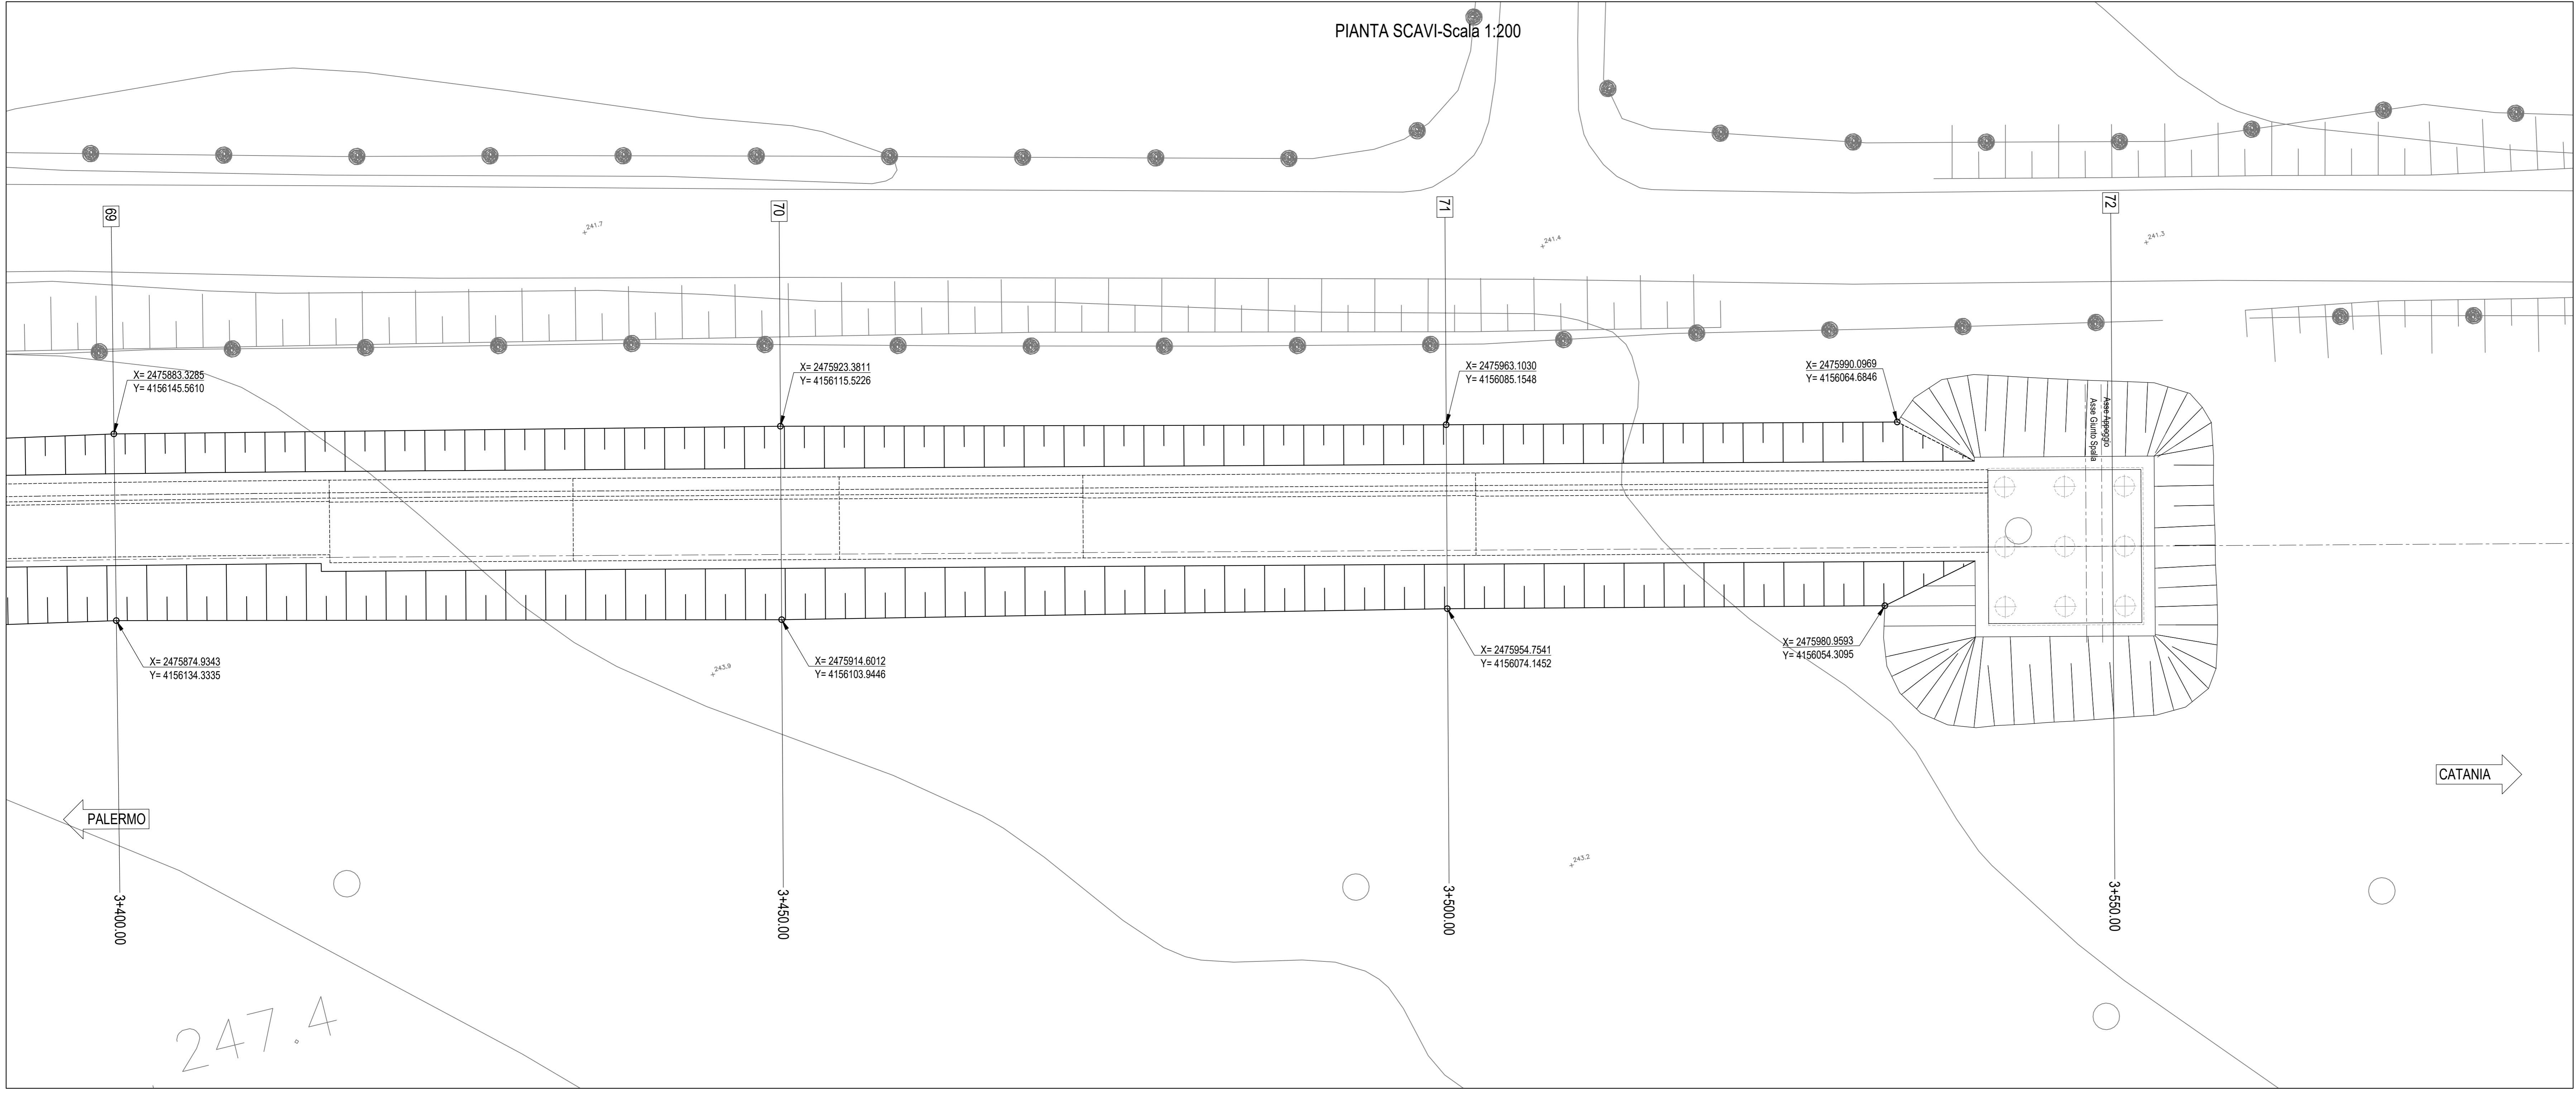 PIANTA SCAVI-Scala 1:200
69
70
71
72
241.7
241.4
241.3
X= 2475883.3285
Y= 4156145.5610
X= 2475923.3811
Y= 4156115.5226
X= 2475963.1030
Y= 4156085.1548
X= 2475990.0969
Y= 4156064.6846
Asse Appoggio
Asse Giunto Spalla
X= 2475874.9343
Y= 4156134.3335
X= 2475914.6012
Y= 4156103.9446
X= 2475954.7541
Y= 4156074.1452
X= 2475980.9593
Y= 4156054.3095
243.9
243.2
PALERMO
CATANIA
3+400.00
3+450.00
3+500.00
3+550.00
247.4